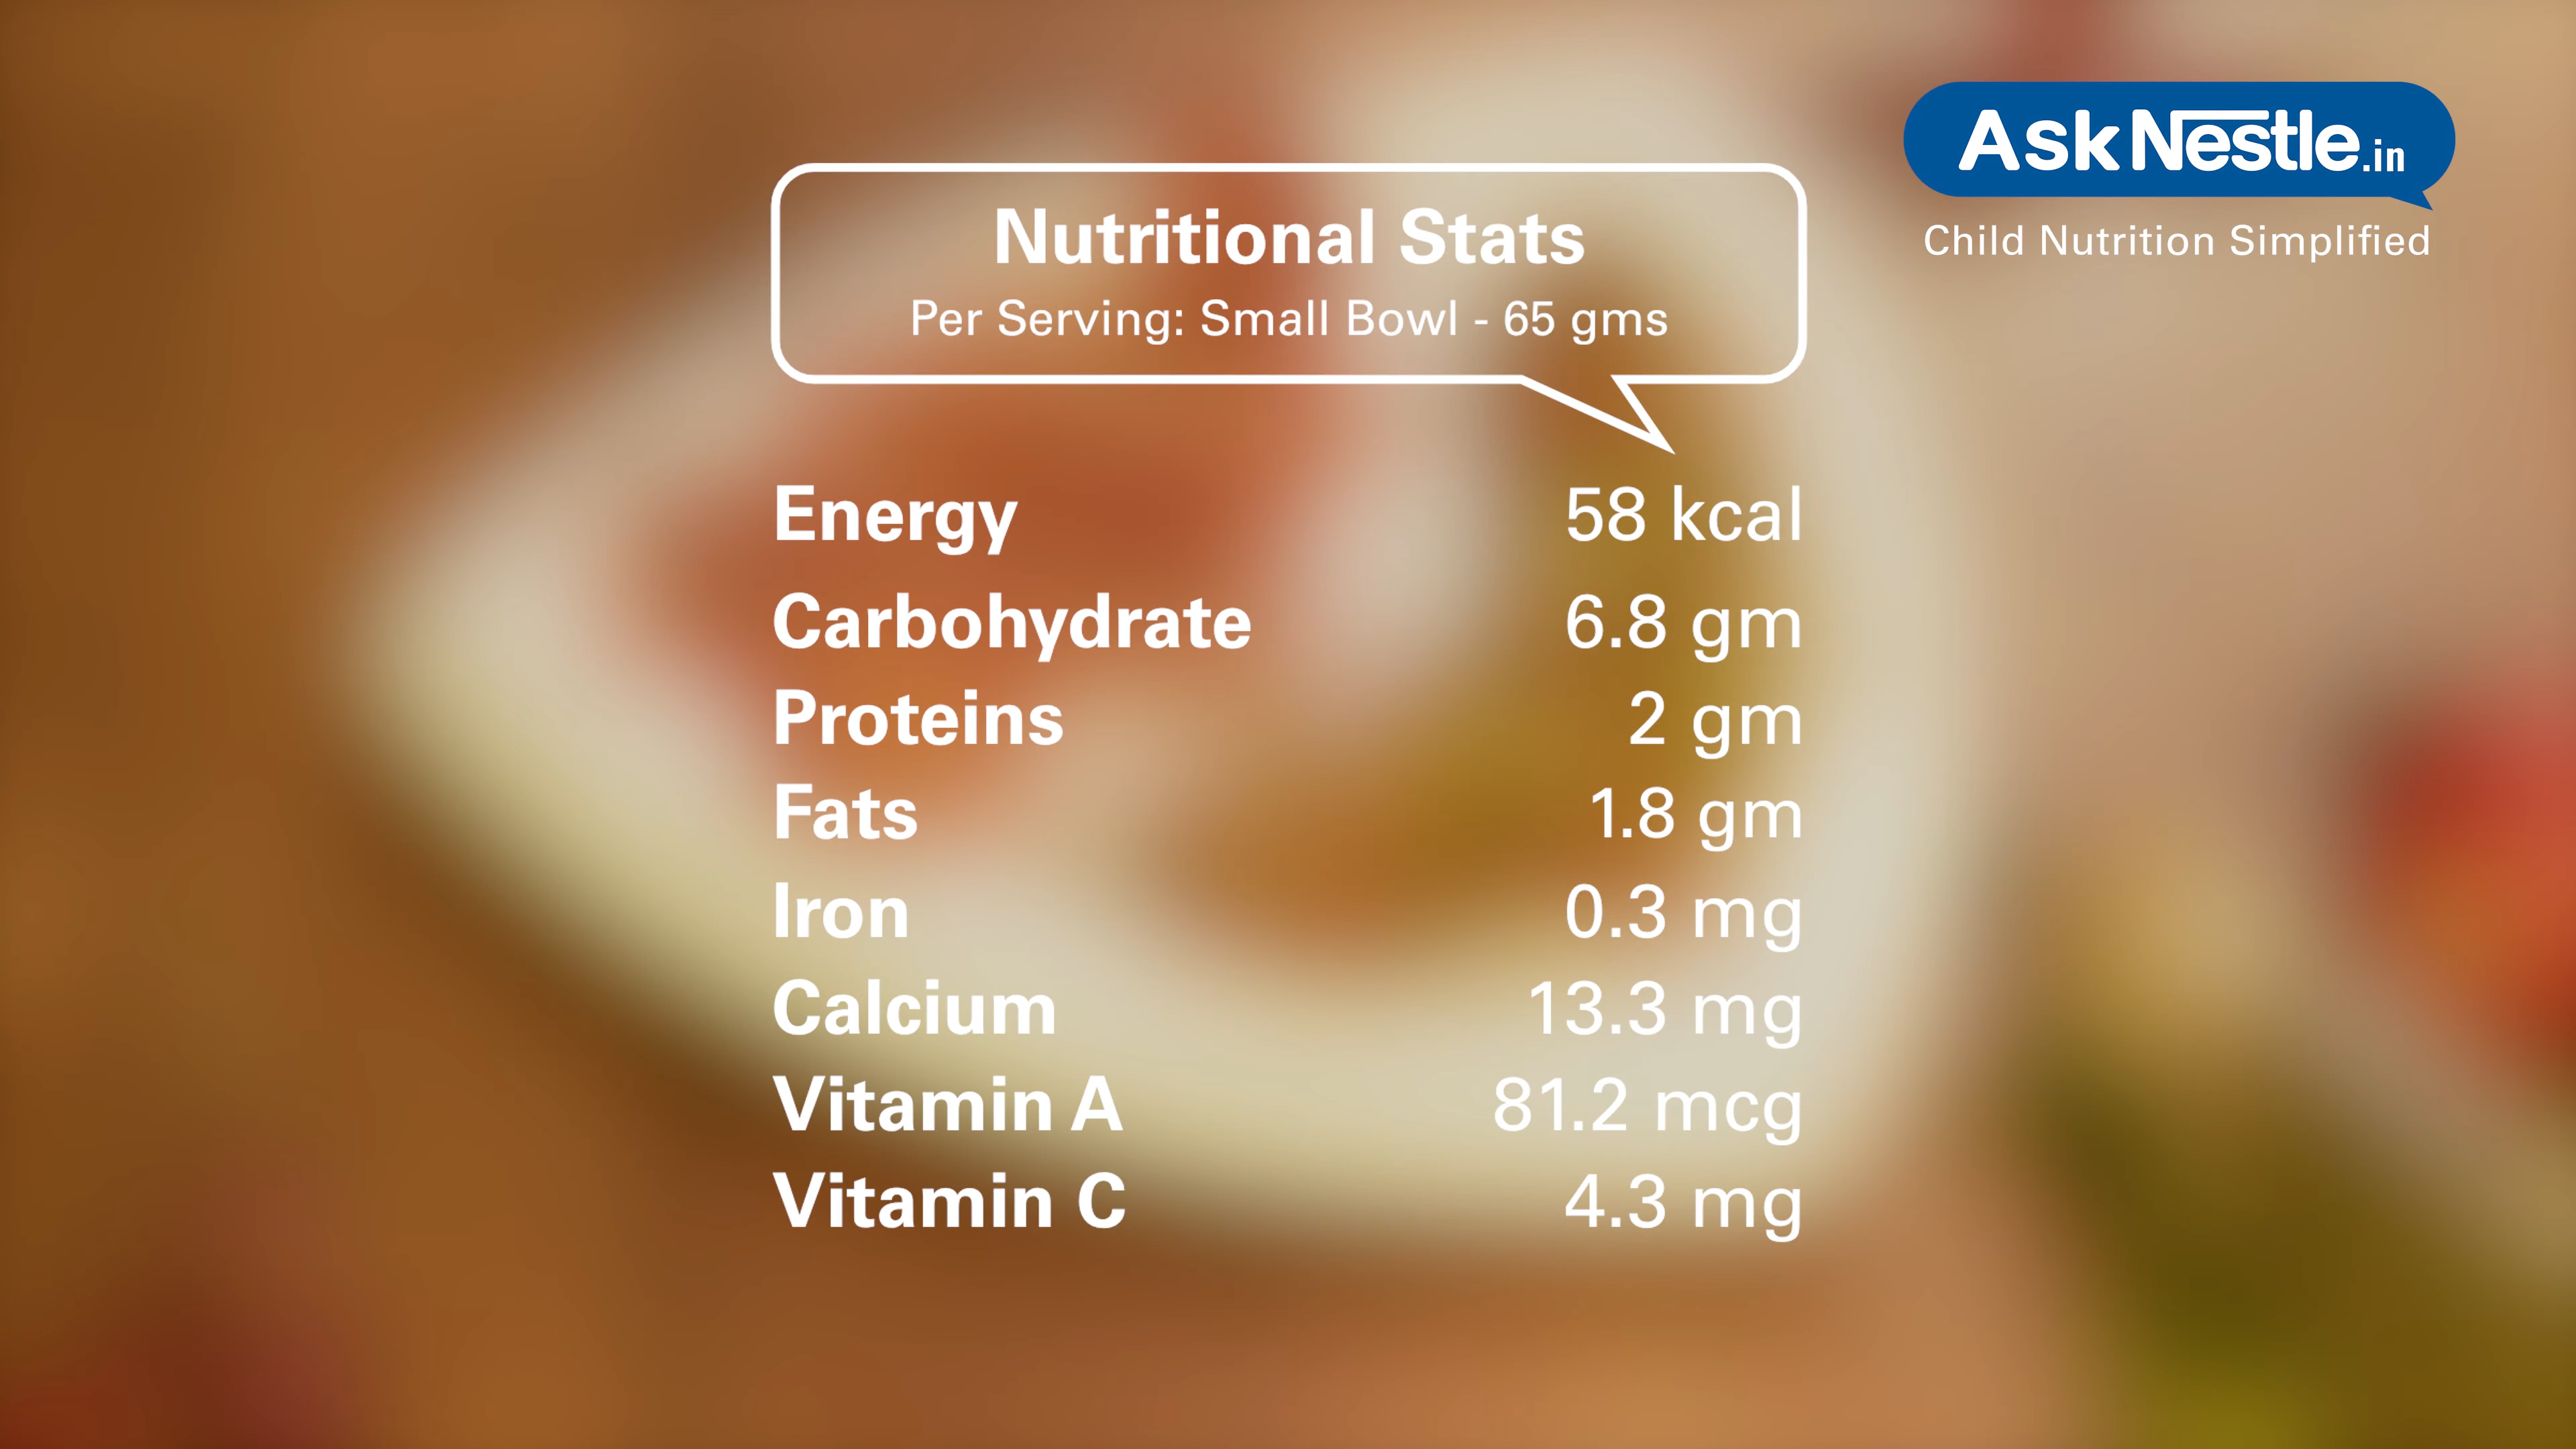 AskNestle.in
Child Nutrition Simplified
Nutritional Stats
Per Serving: Small Bowl - 65 gms
Energy 58 kcal
Carbohydrate 6.8 gm
Proteins 2 gm
Fats 1.8 gm
Iron 0.3 mg
Calcium 13.3 mg
Vitamin A 81.2 mcg
Vitamin C 4.3 mg